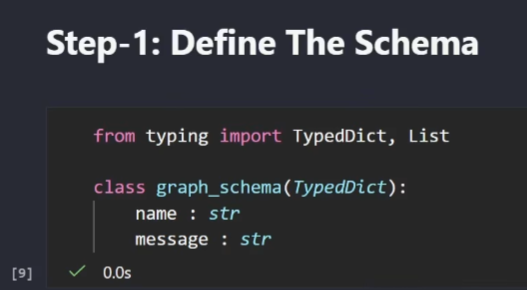 Step-1: Define The Schema
from typing import TypedDict, List
class graph_schema(TypedDict):
name : str
message : str
[9]
0.0s